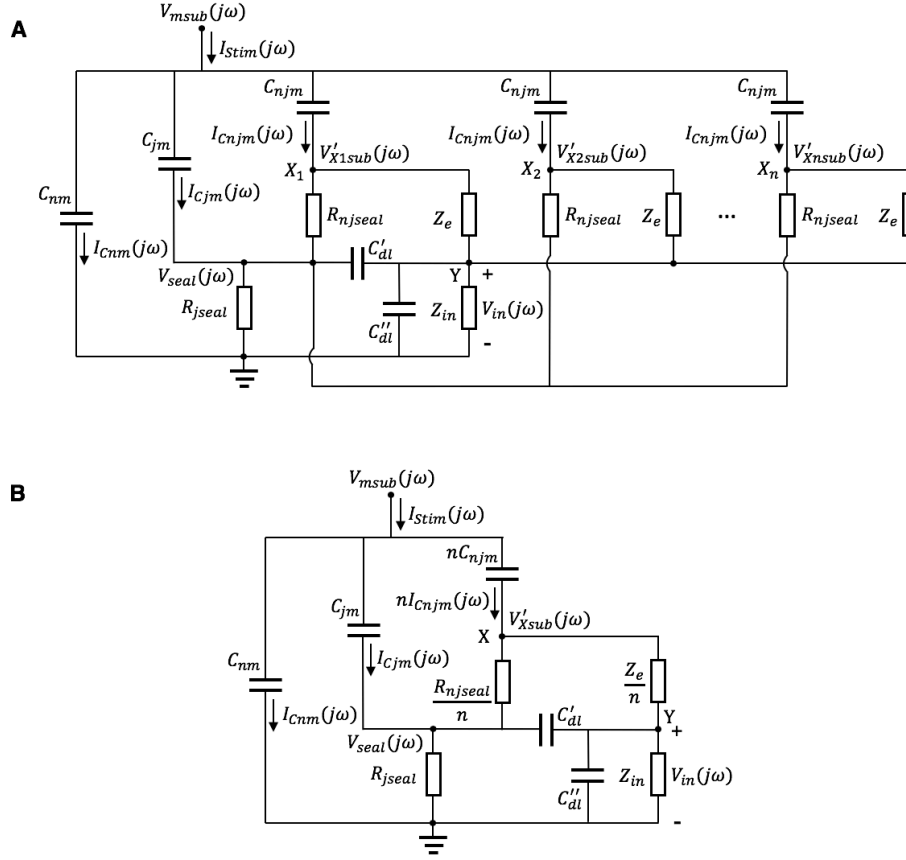 A
V_msub(jω)
I_Stim(jω)
C_njm
C_njm
C_njm
C_jm
I_Cnjm(jω)
I_Cnjm(jω)
I_Cnjm(jω)
V'_X1sub(jω)
V'_X2sub(jω)
V'_Xnsub(jω)
X_1
X_2
X_n
C_nm
I_Cjm(jω)
R_njseal
Z_e
R_njseal
Z_e
...
R_njseal
Z_e
I_Cnm(jω)
C'_dl
V_seal(jω)
Y
+
R_jseal
C''_dl
Z_in
V_in(jω)
-
B
V_msub(jω)
I_Stim(jω)
nC_njm
C_jm
nI_Cnjm(jω)
V'_Xsub(jω)
X
C_nm
I_Cjm(jω)
R_njseal
n
Z_e
n
I_Cnm(jω)
C'_dl
Y
+
V_seal(jω)
R_jseal
C''_dl
Z_in
V_in(jω)
-